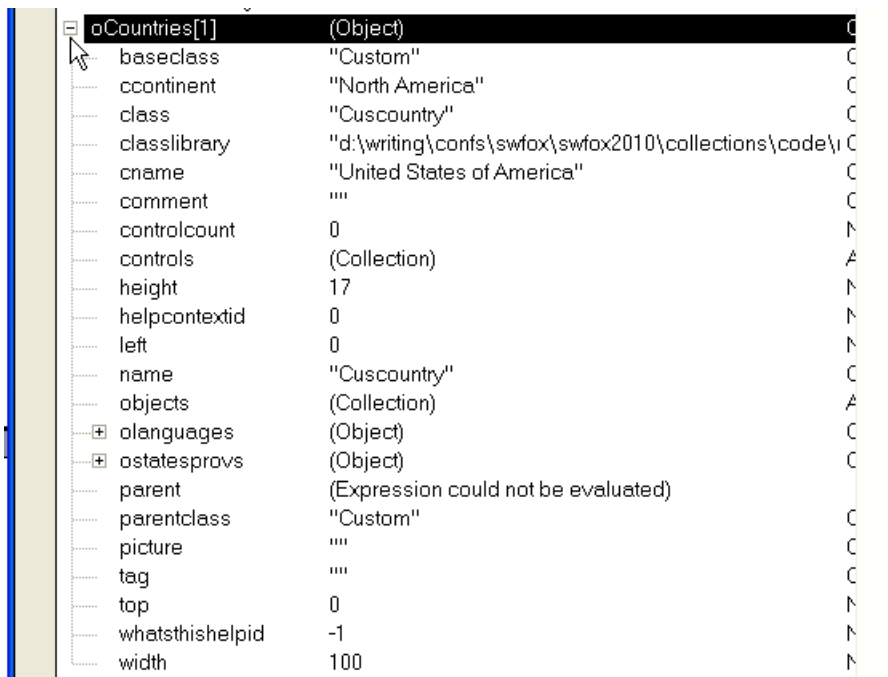 oCountries[1] (Object) O
baseclass "Custom" C
ccontinent "North America" C
class "Cuscountry" C
classlibrary "d:\writing\confs\swfox\swfox2010\collections\code\ C
cname "United States of America" C
comment "" C
controlcount 0 N
controls (Collection) A
height 17 N
helpcontextid 0 N
left 0 N
name "Cuscountry" C
objects (Collection) A
olanguages (Object) O
ostatesprovs (Object) O
parent (Expression could not be evaluated)
parentclass "Custom" C
picture "" C
tag "" C
top 0 N
whatsthishelpid -1 N
width 100 N